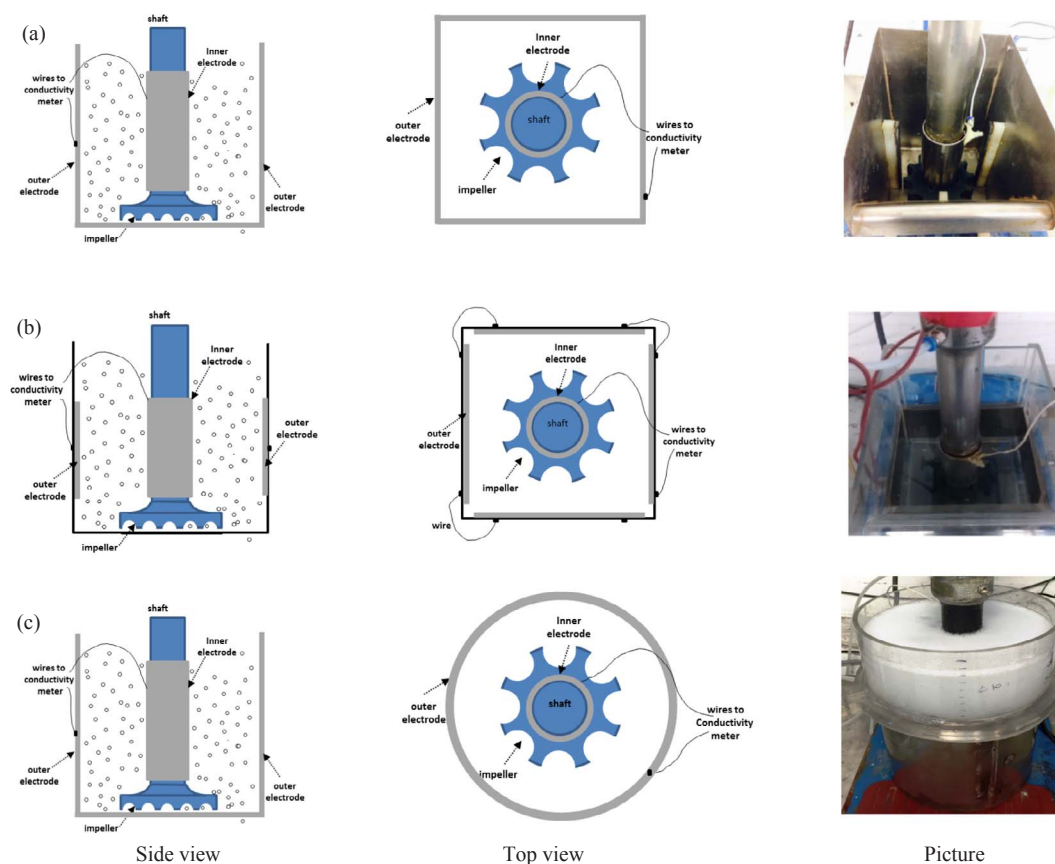 (a)
shaft
Inner
electrode
wires to
conductivity
meter
outer
electrode
outer
electrode
impeller
Inner
electrode
shaft
outer
electrode
impeller
wires to
conductivity
meter
(b)
shaft
Inner
electrode
wires to
conductivity
meter
outer
electrode
outer
electrode
impeller
Inner
electrode
shaft
outer
electrode
impeller
wire
wires to
conductivity
meter
(c)
shaft
Inner
electrode
wires to
conductivity
meter
outer
electrode
outer
electrode
impeller
Inner
electrode
shaft
outer
electrode
impeller
wires to
Conductivity
meter
Side view
Top view
Picture